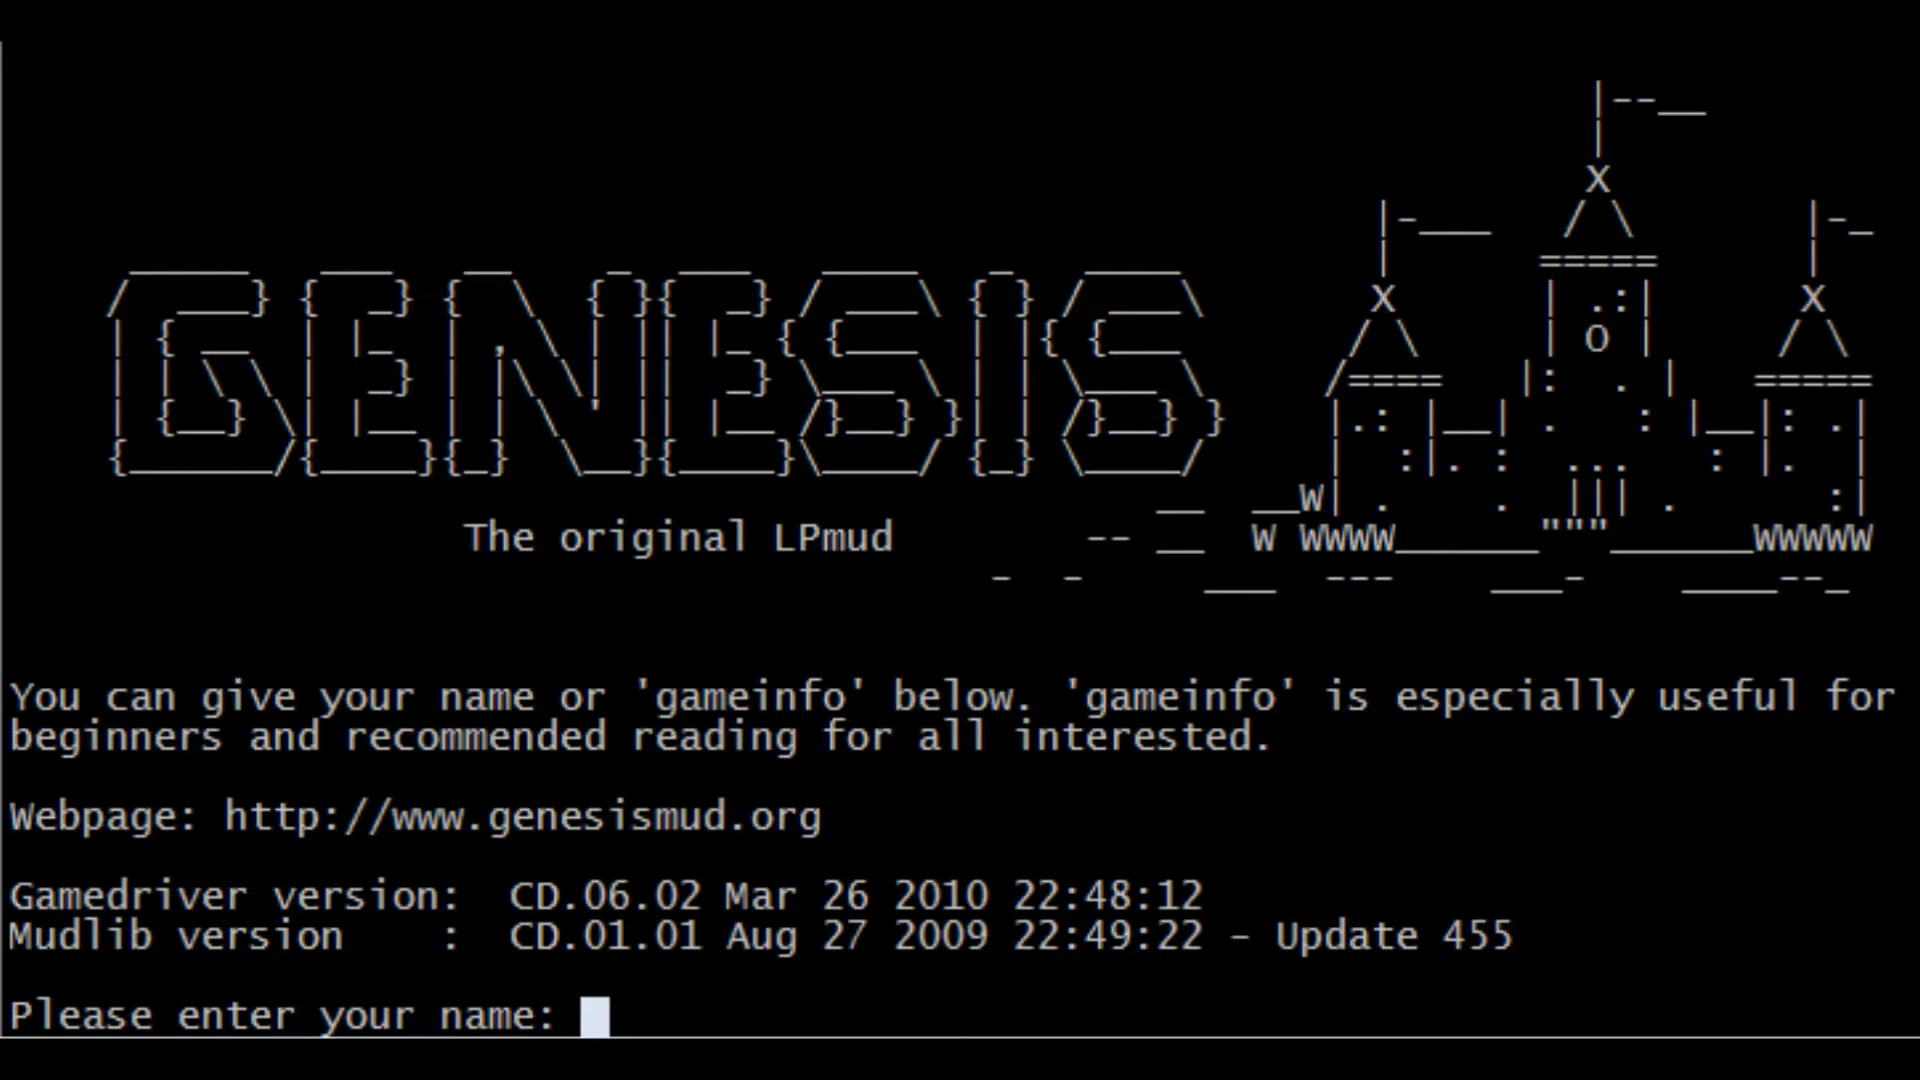 GENESIS
The original LPmud
You can give your name or 'gameinfo' below. 'gameinfo' is especially useful for
beginners and recommended reading for all interested.
Webpage: http://www.genesismud.org
Gamedriver version:  CD.06.02 Mar 26 2010 22:48:12
Mudlib version    :  CD.01.01 Aug 27 2009 22:49:22 - Update 455
Please enter your name: